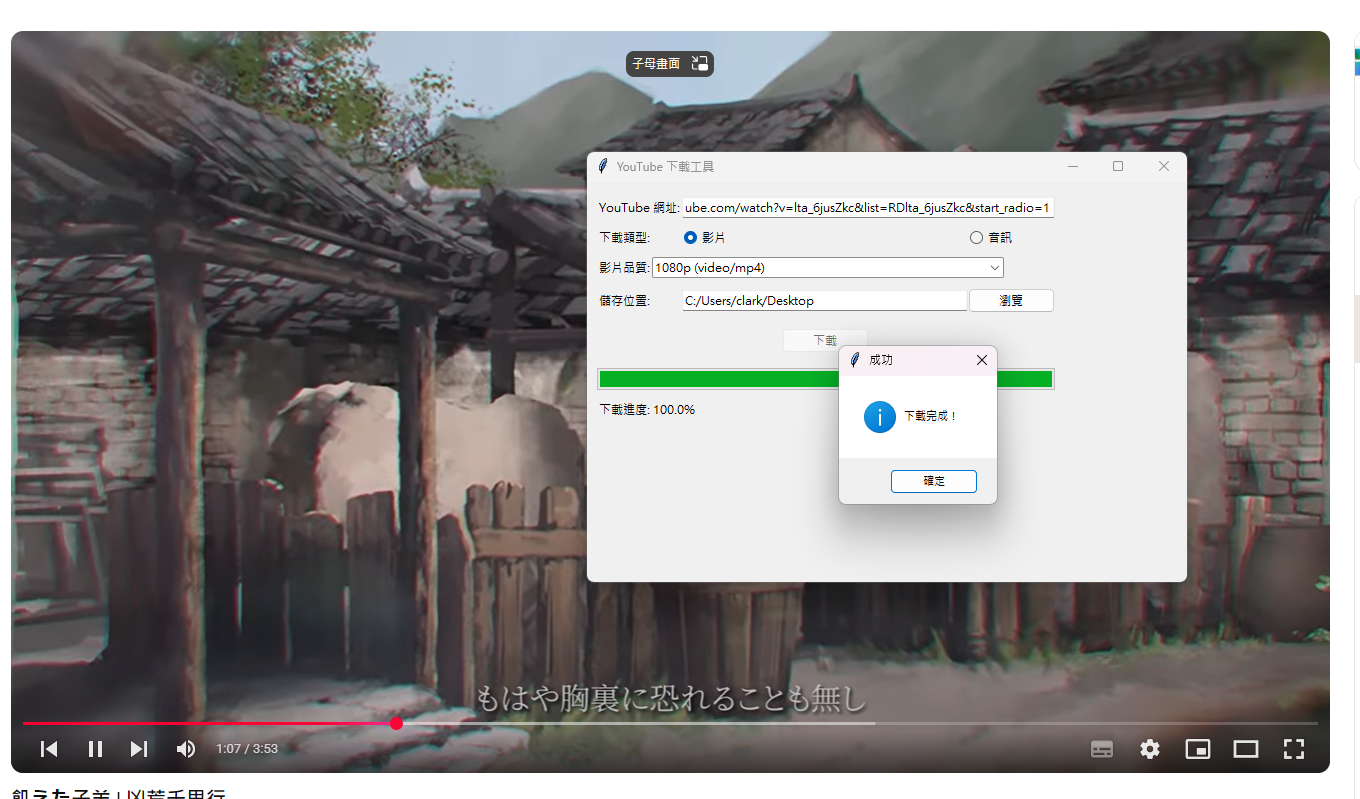 子母畫面
YouTube 下載工具
YouTube 網址: ube.com/watch?v=lta_6jusZkc&list=RDlta_6jusZkc&start_radio=1
下載類型: 影片 音訊
影片品質: 1080p (video/mp4)
儲存位置: C:/Users/clark/Desktop 瀏覽
下載
成功
下載進度: 100.0%
下載完成！
確定
もはや胸裏に恐れることも無し
1:07 / 3:53